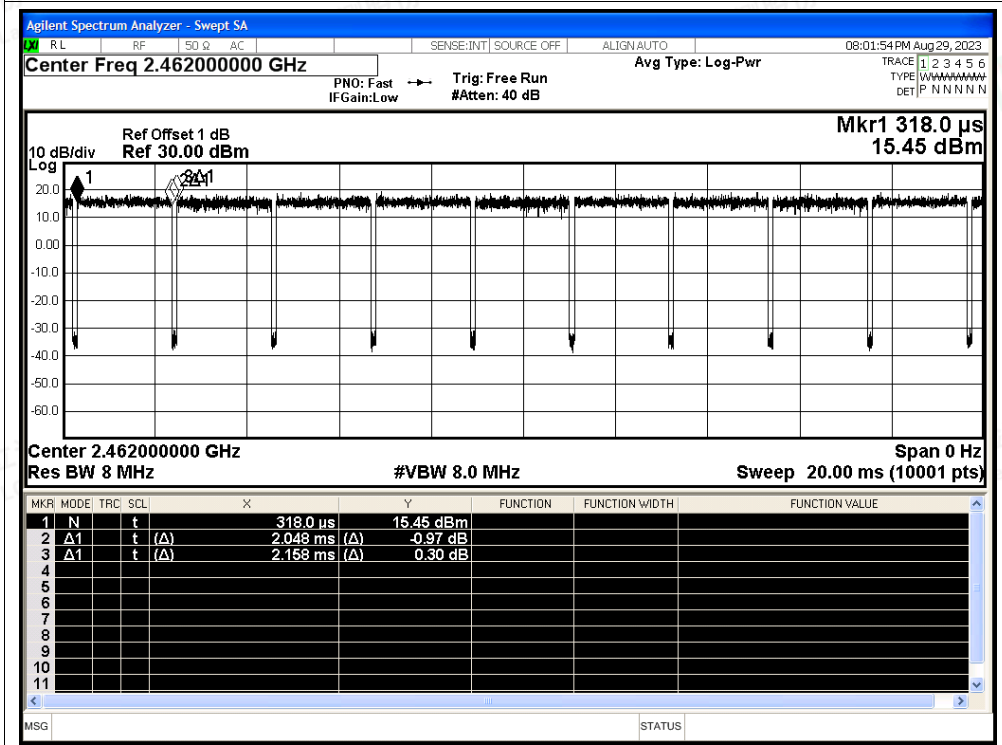 Agilent Spectrum Analyzer - Swept SA
LXI RL RF 50 Ω AC SENSE:INT SOURCE OFF ALIGN AUTO 08:01:54 PM Aug 29, 2023
Center Freq 2.462000000 GHz
PNO: Fast
IFGain:Low
Trig: Free Run
#Atten: 40 dB
Avg Type: Log-Pwr
TRACE 1 2 3 4 5 6
TYPE W
DET P N N N N N
Mkr1 318.0 µs
15.45 dBm
Ref Offset 1 dB
10 dB/div Ref 30.00 dBm
Log
1
2Δ1
3Δ1
20.0
10.0
0.00
-10.0
-20.0
-30.0
-40.0
-50.0
-60.0
Center 2.462000000 GHz Span 0 Hz
Res BW 8 MHz #VBW 8.0 MHz Sweep 20.00 ms (10001 pts)
MKR MODE TRC SCL X Y FUNCTION FUNCTION WIDTH FUNCTION VALUE
1 N t 318.0 µs 15.45 dBm
2 Δ1 t (Δ) 2.048 ms (Δ) -0.97 dB
3 Δ1 t (Δ) 2.158 ms (Δ) 0.30 dB
4
5
6
7
8
9
10
11
MSG STATUS